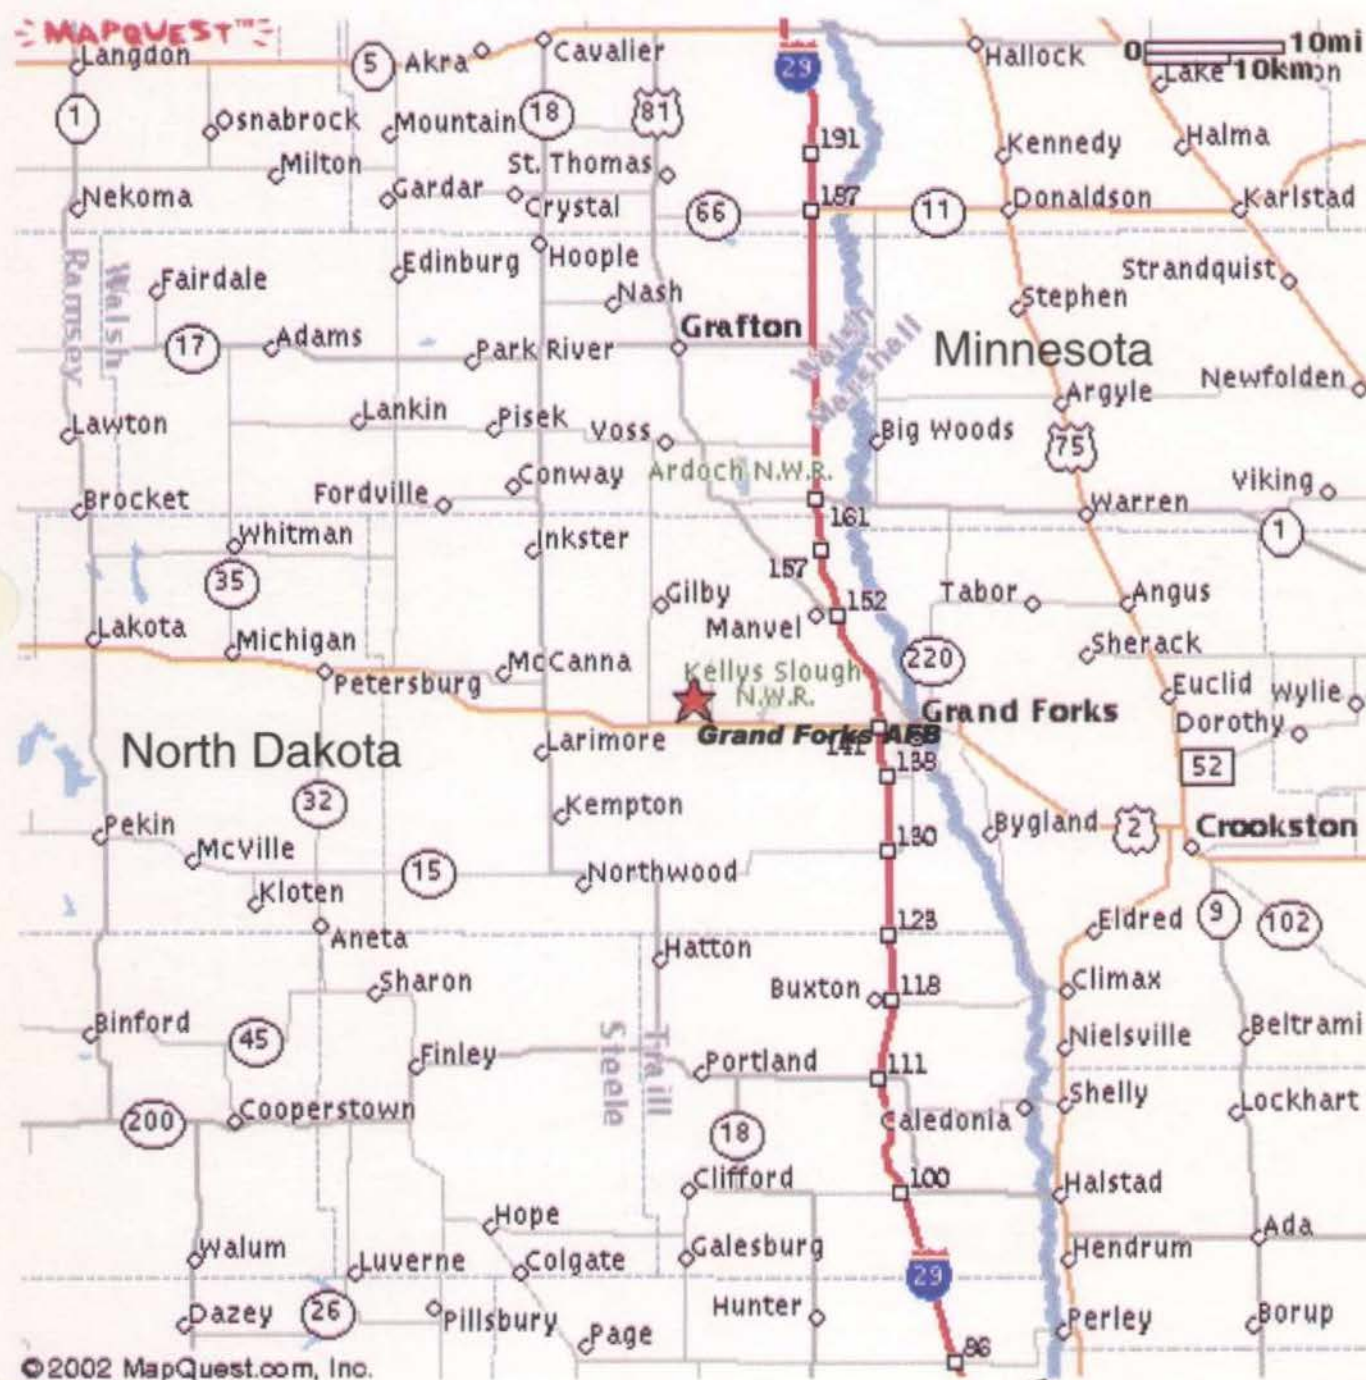 MAPQUEST™
0 10mi
10km
Langdon
5
Akra
Cavalier
29
Hallock
Lake
1
Osnabrock
Mountain
18
81
191
Kennedy
Halma
Milton
St. Thomas
Nekoma
Gardar
Crystal
66
187
11
Donaldson
Karlstad
Ramsey
Walsh
Fairdale
Edinburg
Hoople
Nash
Strandquist
Stephen
17
Adams
Park River
Grafton
Walsh
Marshall
Minnesota
Argyle
Newfolden
Lawton
Lankin
Pisek
Voss
Big Woods
75
Ardoch N.W.R.
Brocket
Fordville
Conway
161
Warren
Viking
1
Whitman
Inkster
157
35
Gilby
152
Tabor
Angus
Lakota
Michigan
Manvel
Sherack
220
McCanna
Kellys Slough
N.W.R.
Petersburg
Euclid
Wylie
Dorothy
Grand Forks
North Dakota
Larimore
Grand Forks AFB
141
138
52
32
Kempton
Pekin
McVille
15
Northwood
130
Bygland
2
Crookston
Kloten
Aneta
Hatton
123
Eldred
9
102
Sharon
Buxton
118
Climax
Binford
45
Steele
Traill
Nielsville
Beltrami
Finley
Portland
111
200
Cooperstown
18
Caledonia
Shelly
Lockhart
Clifford
100
Halstad
Hope
Ada
Walum
Luverne
Colgate
Galesburg
29
Hendrum
Dazey
26
Pillsbury
Page
Hunter
Perley
Borup
86
©2002 MapQuest.com, Inc.